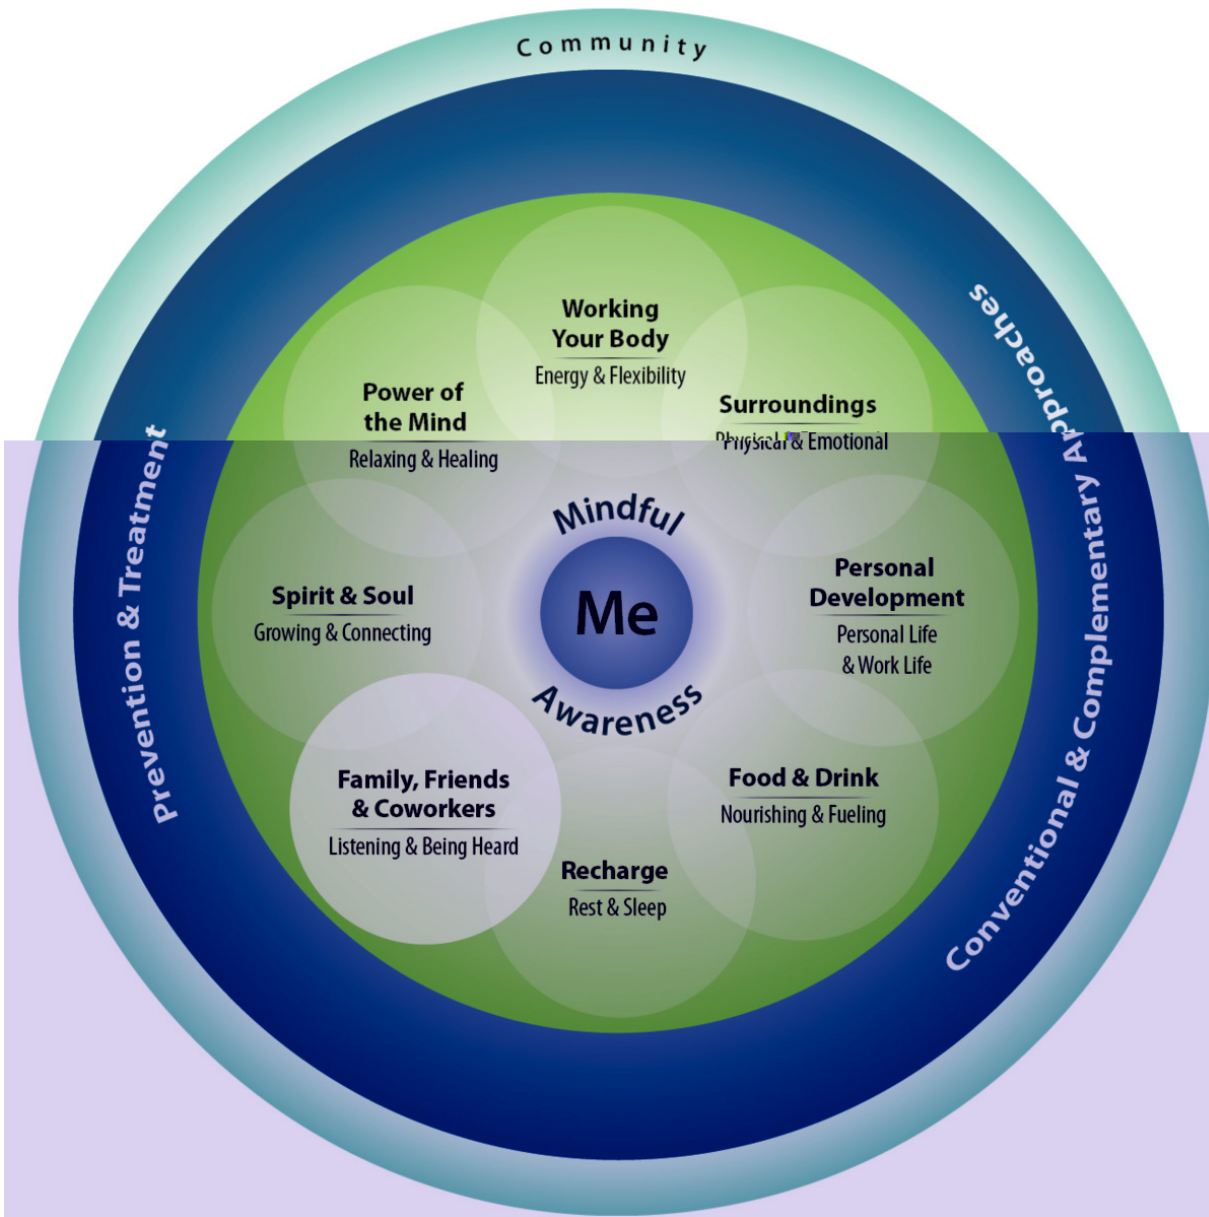 Community
Working
Your Body
Energy & Flexibility
Surroundings
Physical & Emotional
Power of
the Mind
Relaxing & Healing
Mindful
Me
Awareness
Personal
Development
Personal Life
& Work Life
Spirit & Soul
Growing & Connecting
Food & Drink
Nourishing & Fueling
Family, Friends
& Coworkers
Listening & Being Heard
Recharge
Rest & Sleep
Prevention & Treatment
Conventional & Complementary Approaches